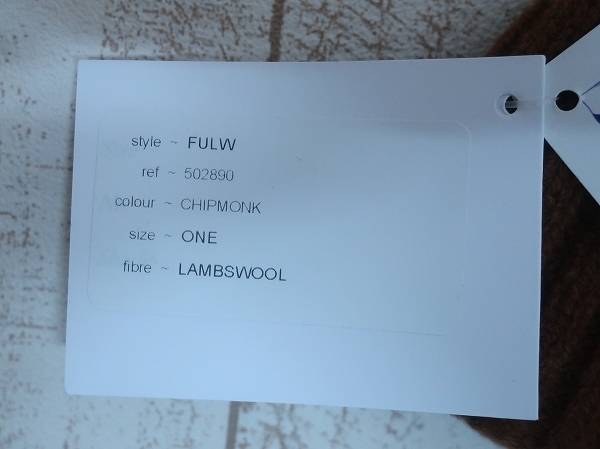 style ~ FULW
ref ~ 502890
colour ~ CHIPMONK
size ~ ONE
fibre ~ LAMBSWOOL